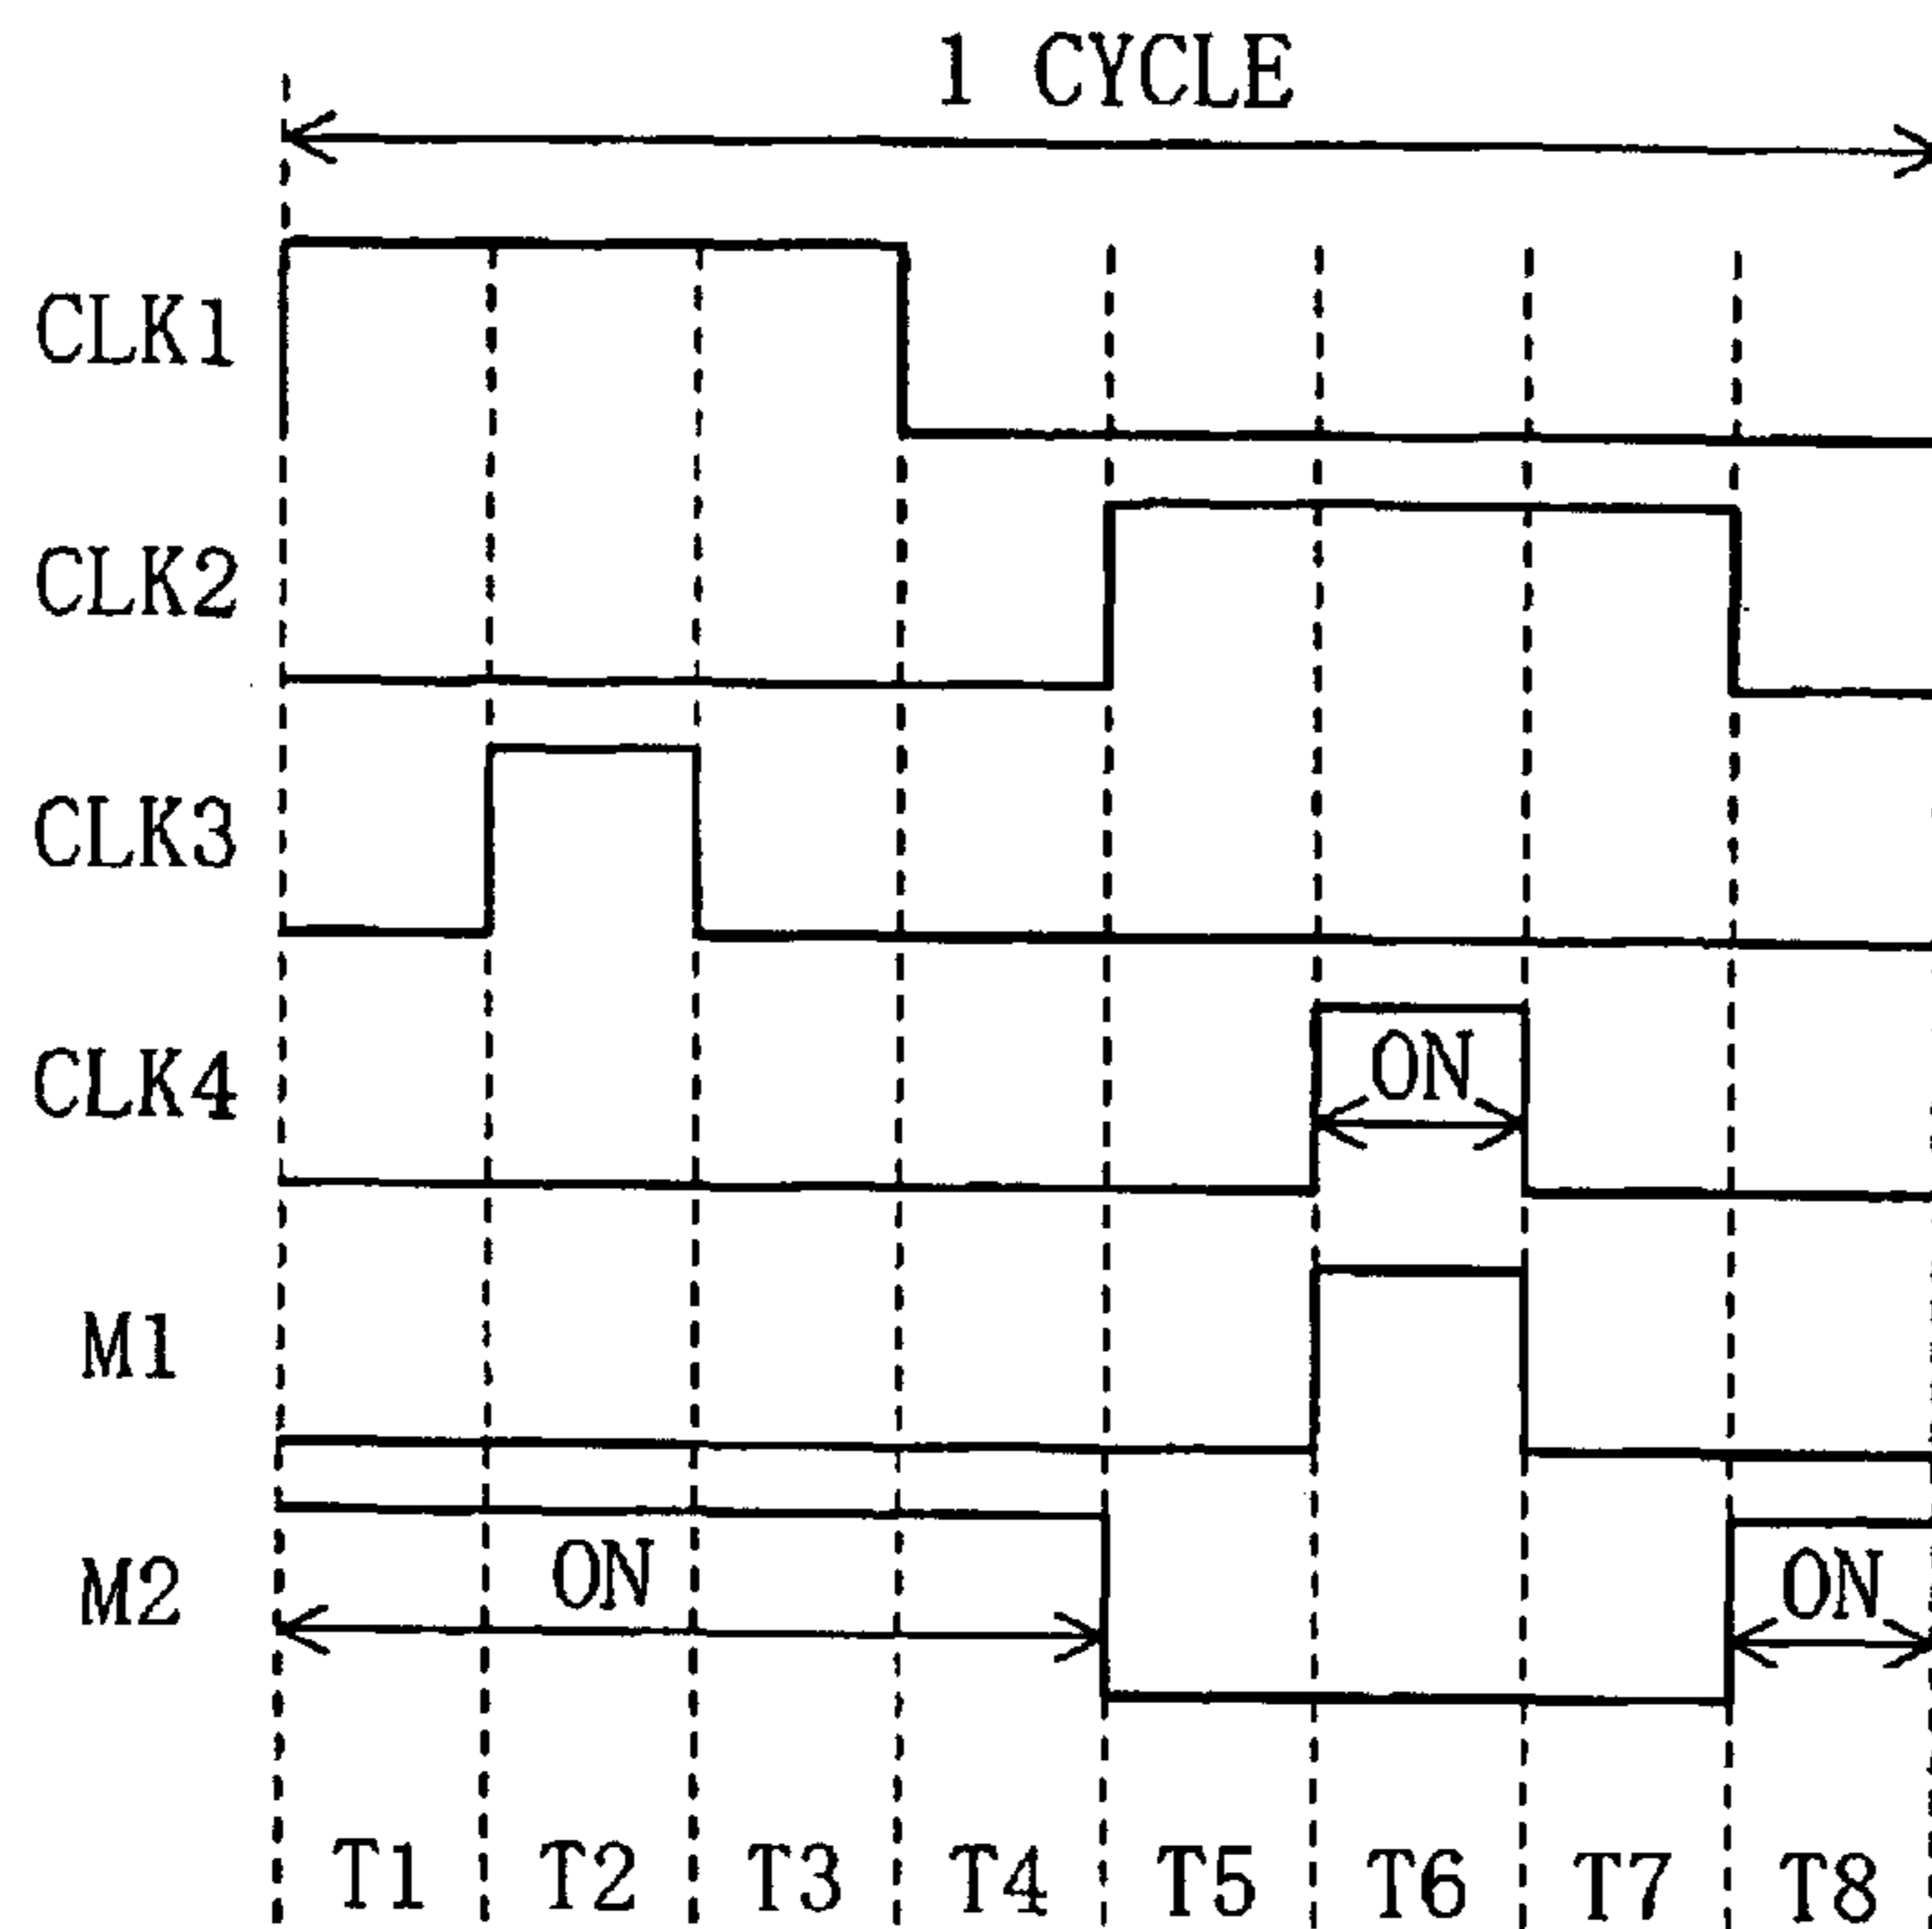 1 CYCLE
CLK1
CLK2
CLK3
CLK4
ON
M1
M2
ON
ON
T1 T2 T3 T4 T5 T6 T7 T8